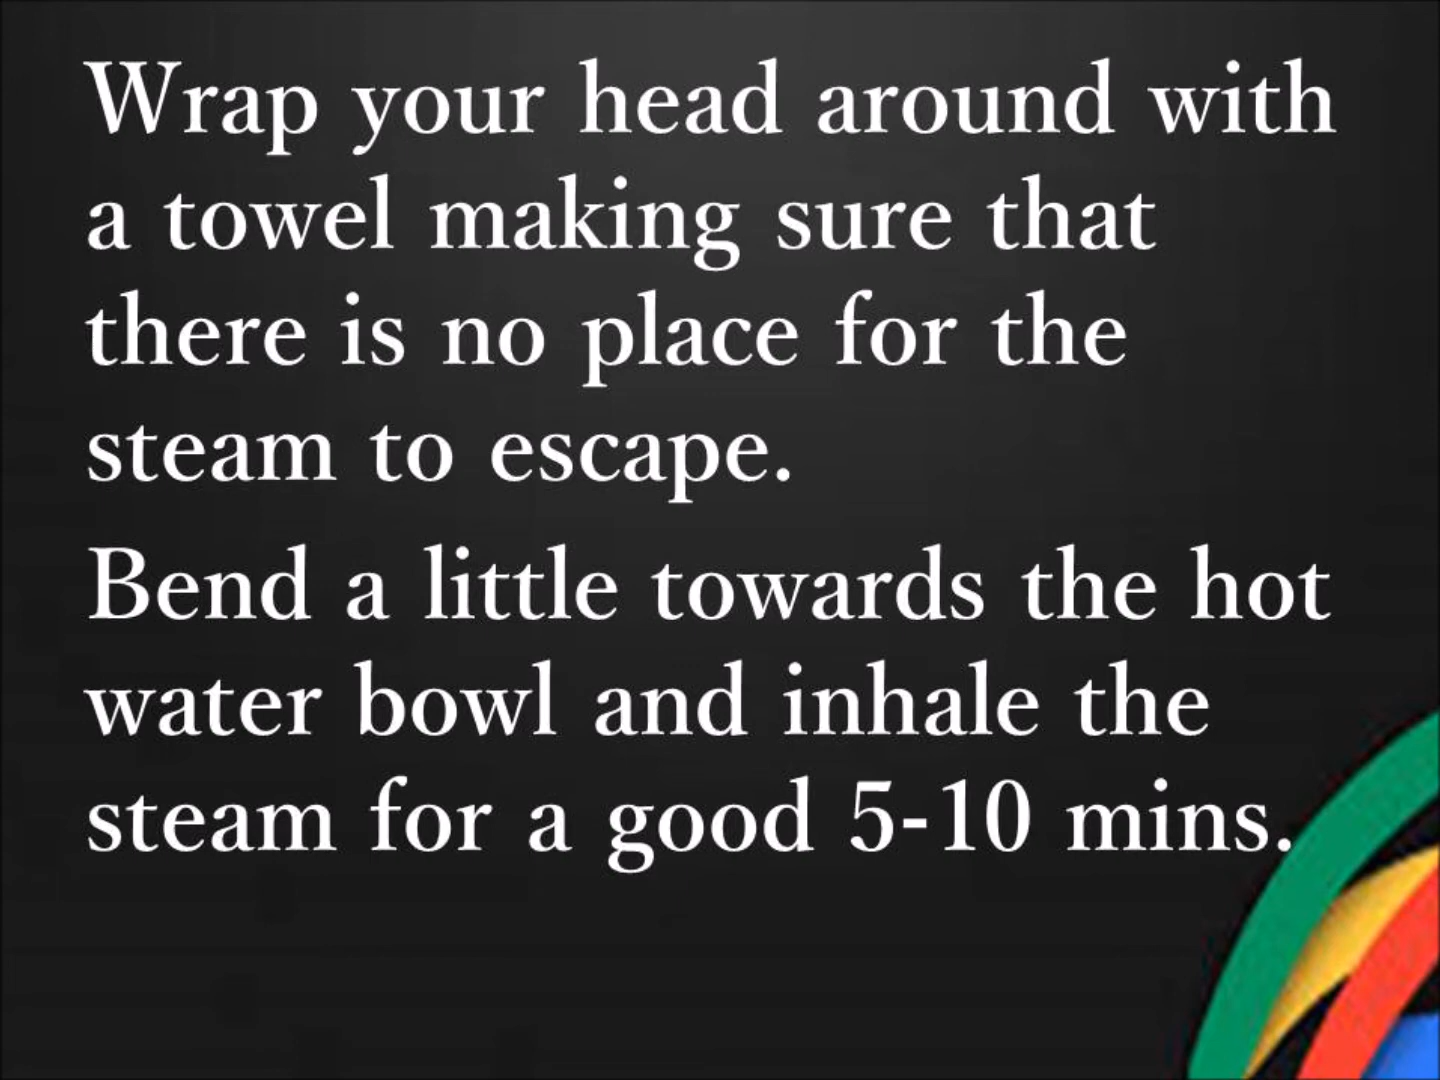 Wrap your head around with
a towel making sure that
there is no place for the
steam to escape.
Bend a little towards the hot
water bowl and inhale the
steam for a good 5-10 mins.